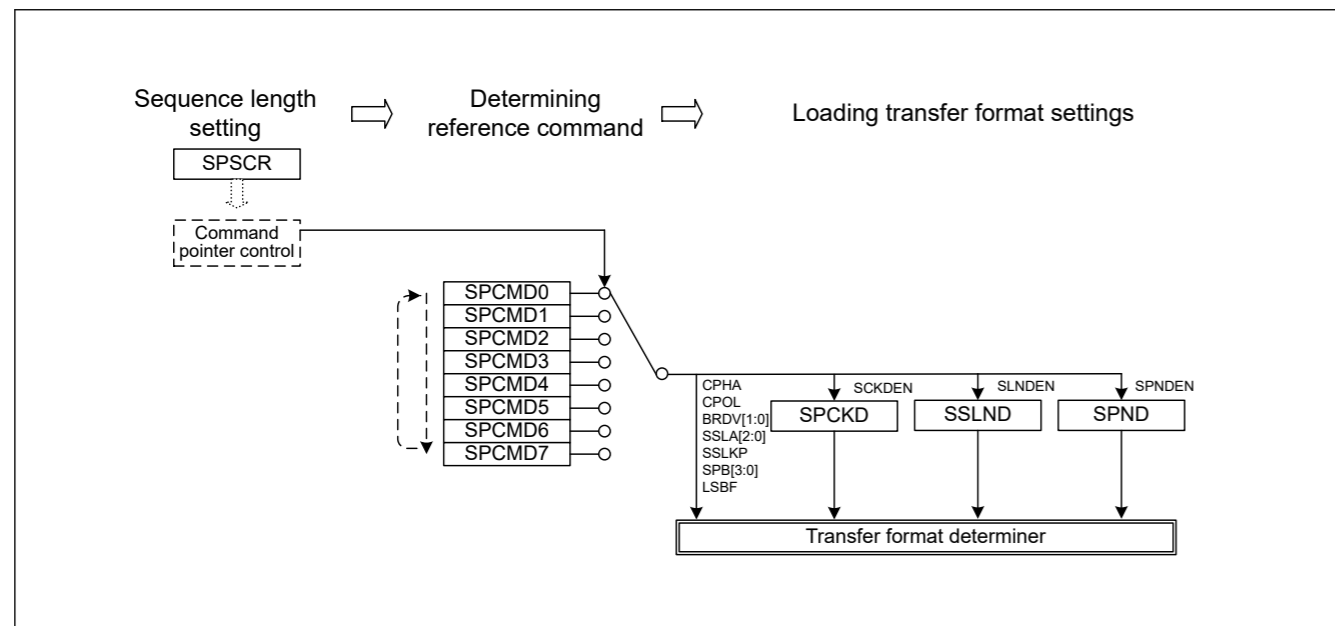 Sequence length
setting
Determining
reference command
Loading transfer format settings
SPSCR
Command
pointer control
SPCMD0
SPCMD1
SPCMD2
SPCMD3
SPCMD4
SPCMD5
SPCMD6
SPCMD7
CPHA
CPOL
BRDV[1:0]
SSLA[2:0]
SSLKP
SPB[3:0]
LSBF
SCKDEN
SPCKD
SLNDEN
SSLND
SPNDEN
SPND
Transfer format determiner